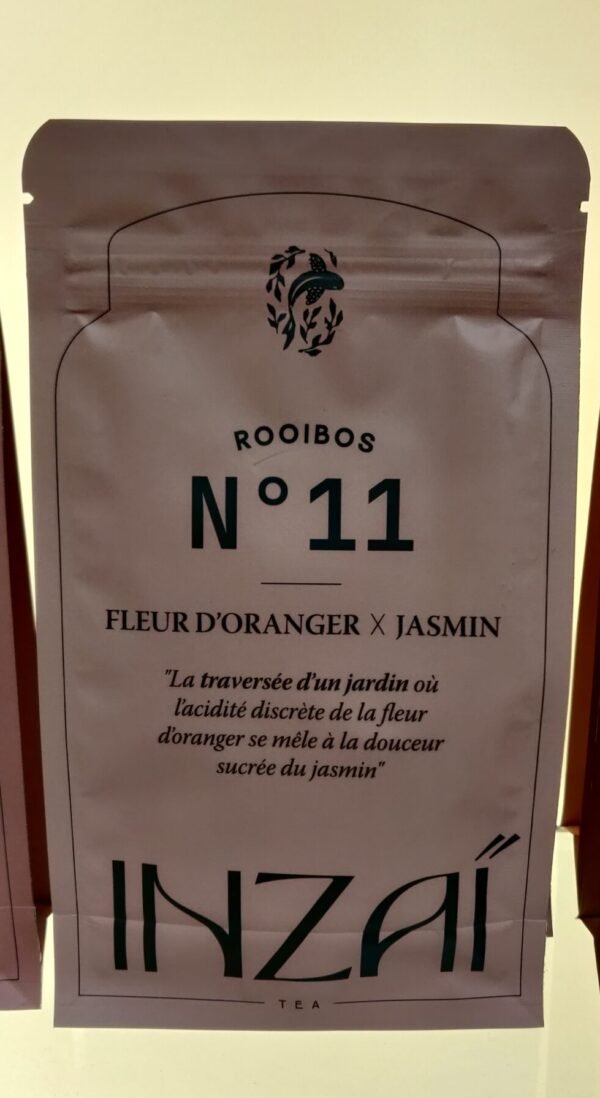 ROOIBOS
N° 11
FLEUR D'ORANGER X JASMIN
"La traversée d'un jardin où
l'acidité discrète de la fleur
d'oranger se mêle à la douceur
sucrée du jasmin"
INZAÏ
TEA